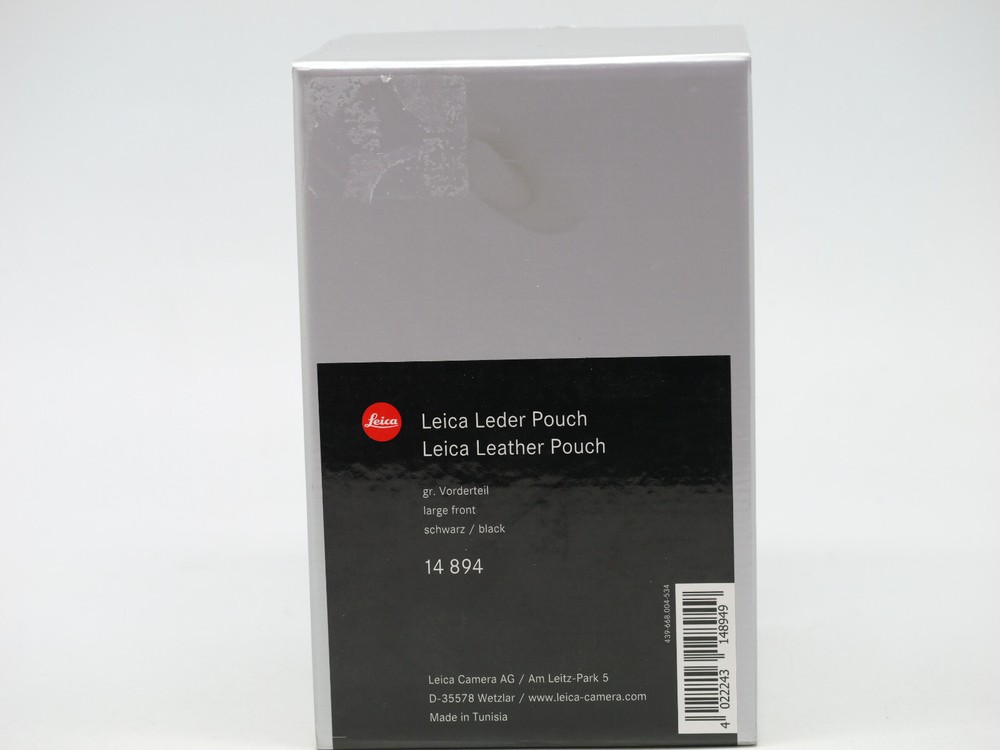 Leica
Leica Leder Pouch
Leica Leather Pouch
gr. Vorderteil
large front
schwarz / black
14 894
439-668.004-534
4 022243 148949
Leica Camera AG / Am Leitz-Park 5
D-35578 Wetzlar / www.leica-camera.com
Made in Tunisia